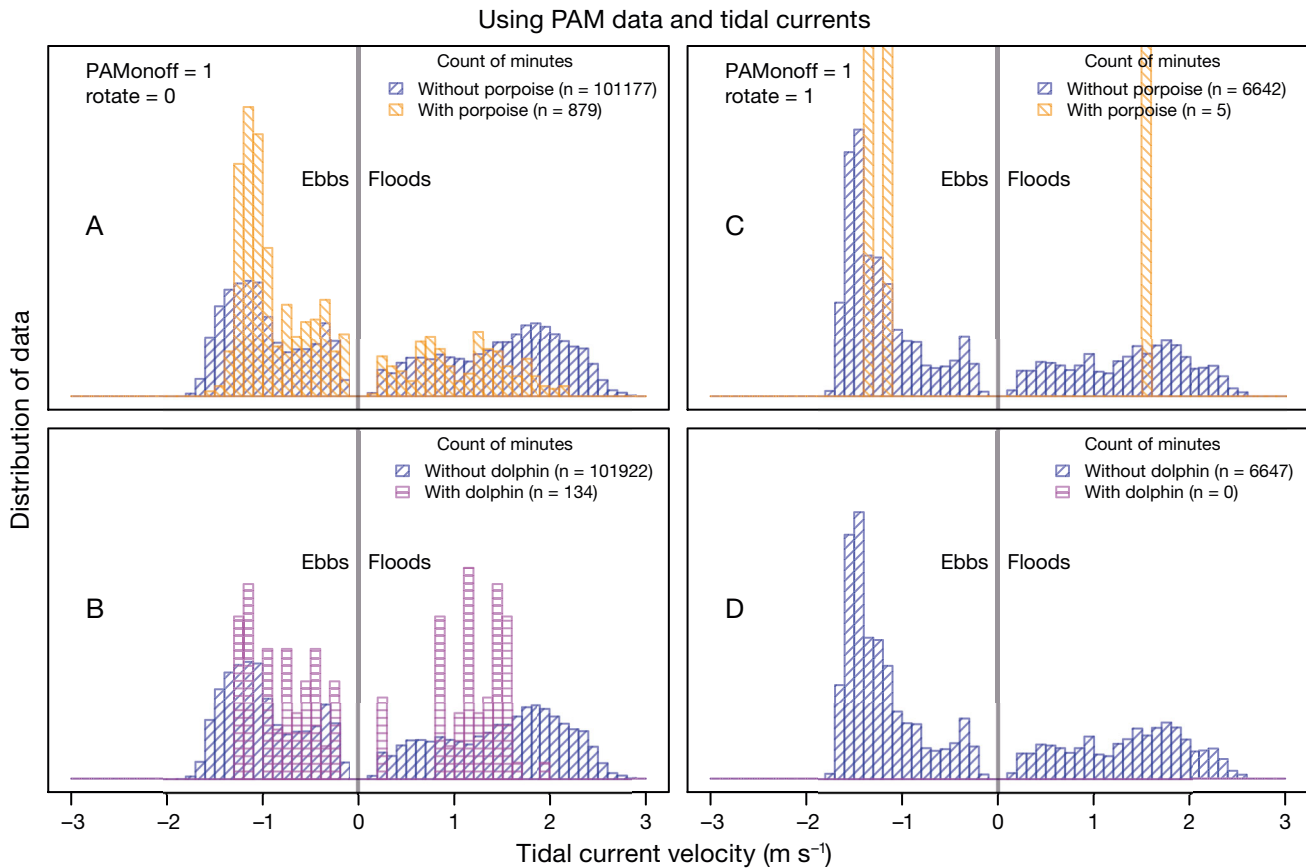 Using PAM data and tidal currents
PAMonoff = 1
rotate = 0
Count of minutes
Without porpoise (n = 101177)
With porpoise (n = 879)
Ebbs
Floods
A
PAMonoff = 1
rotate = 1
Count of minutes
Without porpoise (n = 6642)
With porpoise (n = 5)
Ebbs
Floods
C
Count of minutes
Without dolphin (n = 101922)
With dolphin (n = 134)
Ebbs
Floods
B
Count of minutes
Without dolphin (n = 6647)
With dolphin (n = 0)
Ebbs
Floods
D
Distribution of data
−3 −2 −1 0 1 2 3
−3 −2 −1 0 1 2 3
Tidal current velocity (m s⁻¹)